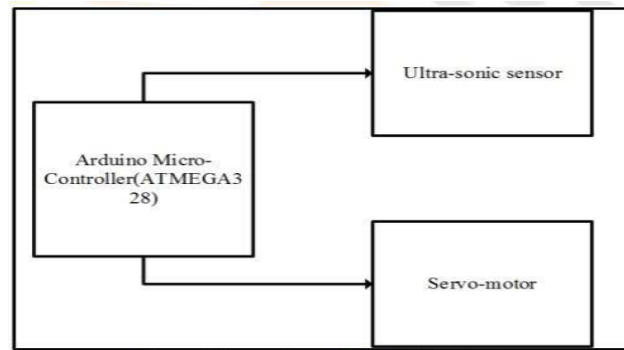 Ultra-sonic sensor
Arduino Micro-
Controller(ATMEGA3
28)
Servo-motor